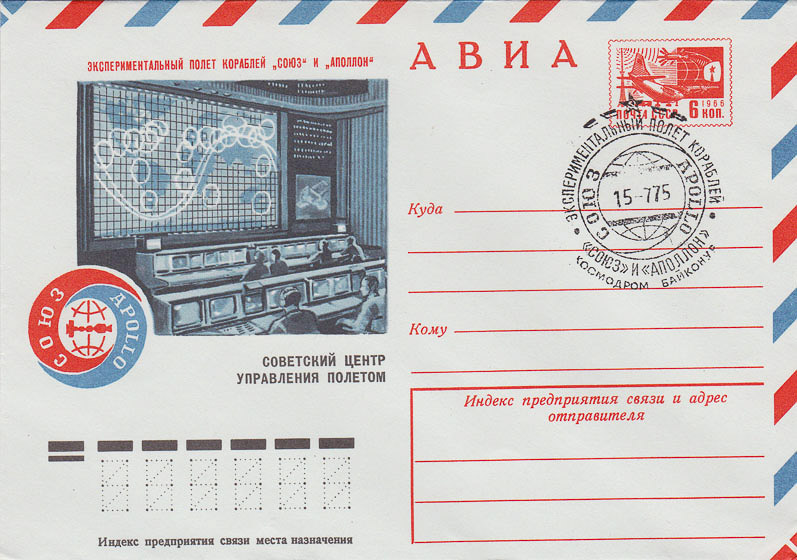 ЭКСПЕРИМЕНТАЛЬНЫЙ ПОЛЕТ КОРАБЛЕЙ „СОЮЗ“ И „АПОЛЛОН“
АВИА
1966
ПОЧТА СССР 6 КОП.
ЭКСПЕРИМЕНТАЛЬНЫЙ ПОЛЕТ КОРАБЛЕЙ
СОЮЗ APOLLO
15-775
«СОЮЗ» И «АПОЛЛОН»
КОСМОДРОМ БАЙКОНУР
Куда
Кому
СОЮЗ APOLLO
СОВЕТСКИЙ ЦЕНТР
УПРАВЛЕНИЯ ПОЛЕТОМ
Индекс предприятия связи и адрес
отправителя
Индекс предприятия связи места назначения